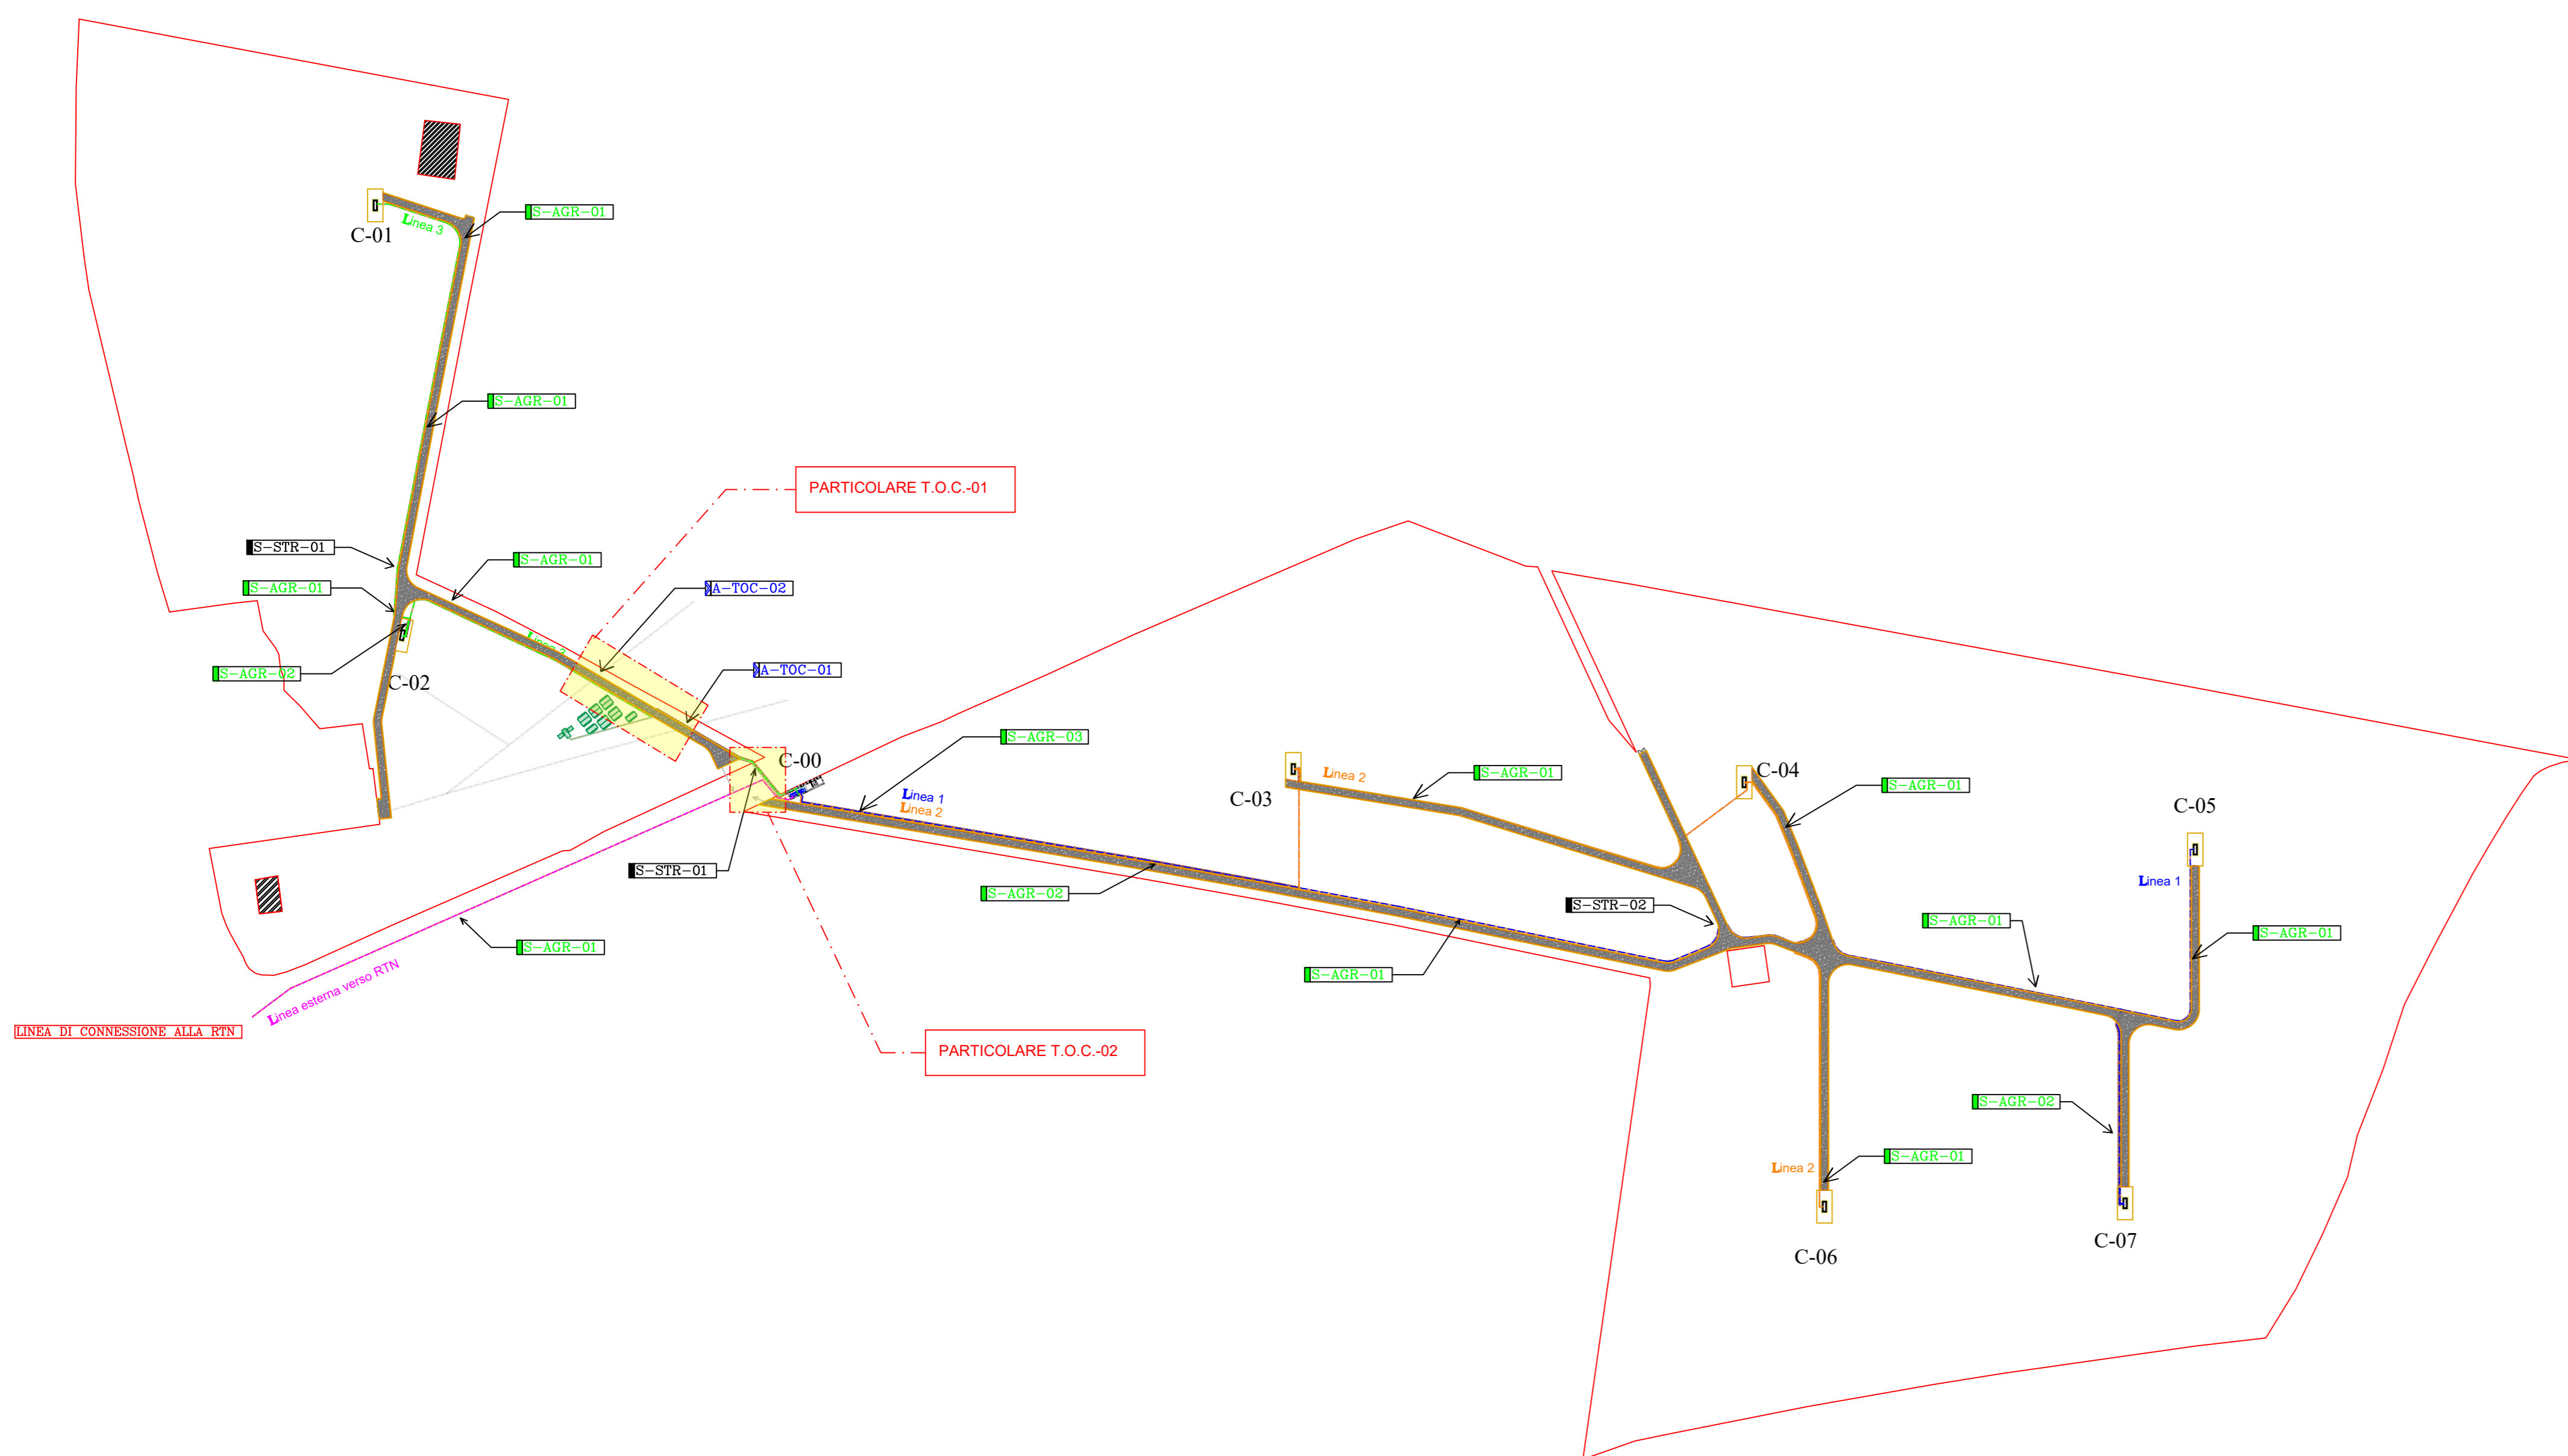 S-AGR-01
Linea 3
C-01
S-AGR-01
PARTICOLARE T.O.C.-01
S-STR-01
S-AGR-01
S-AGR-01
A-TOC-02
Linea 3
S-AGR-02
A-TOC-01
C-02
S-AGR-03
C-00
Linea 2
S-AGR-01
C-04
S-AGR-01
C-03
Linea 1
Linea 2
C-05
S-STR-01
Linea 1
S-AGR-02
S-STR-02
S-AGR-01
S-AGR-01
S-AGR-01
S-AGR-01
Linea esterna verso RTN
LINEA DI CONNESSIONE ALLA RTN
PARTICOLARE T.O.C.-02
S-AGR-02
S-AGR-01
Linea 2
C-07
C-06